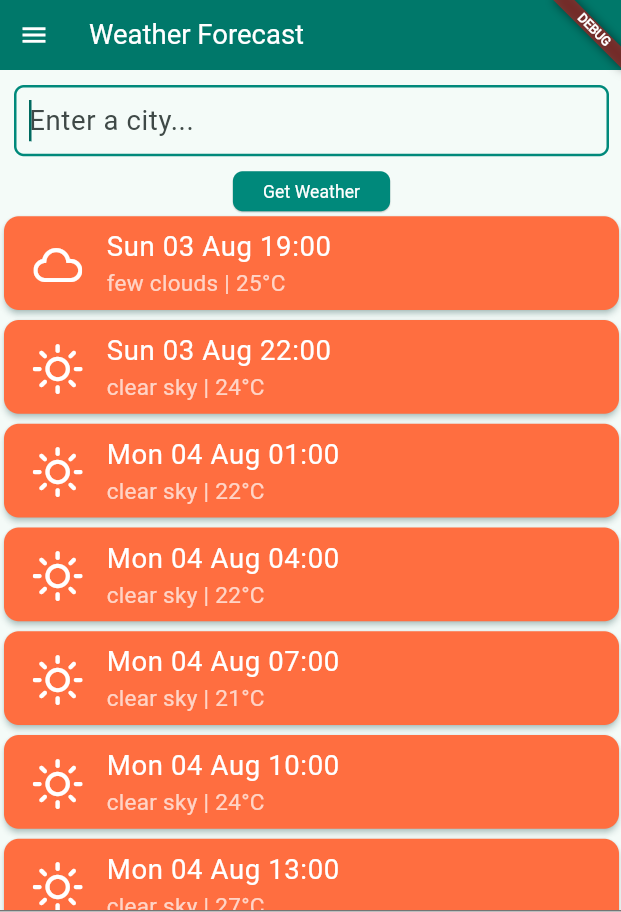 Weather Forecast
DEBUG
Enter a city...
Get Weather
Sun 03 Aug 19:00
few clouds | 25°C
Sun 03 Aug 22:00
clear sky | 24°C
Mon 04 Aug 01:00
clear sky | 22°C
Mon 04 Aug 04:00
clear sky | 22°C
Mon 04 Aug 07:00
clear sky | 21°C
Mon 04 Aug 10:00
clear sky | 24°C
Mon 04 Aug 13:00
clear sky | 27°C